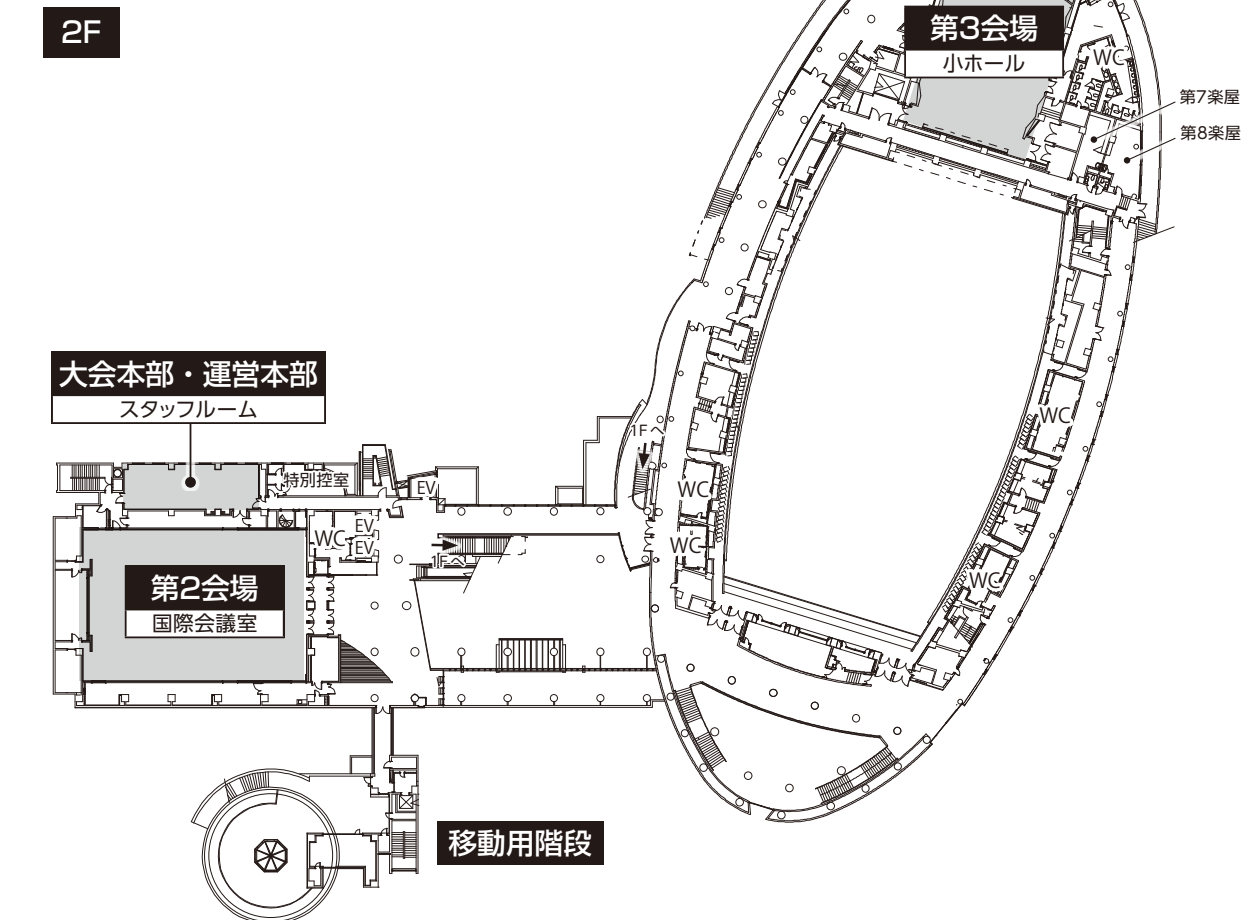 2F
第3会場
小ホール
WC
第7楽屋
第8楽屋
大会本部・運営本部
スタッフルーム
1Fへ
WC
特別控室
EV
WC
WC
EV
EV
1Fへ
WC
WC
第2会場
国際会議室
移動用階段